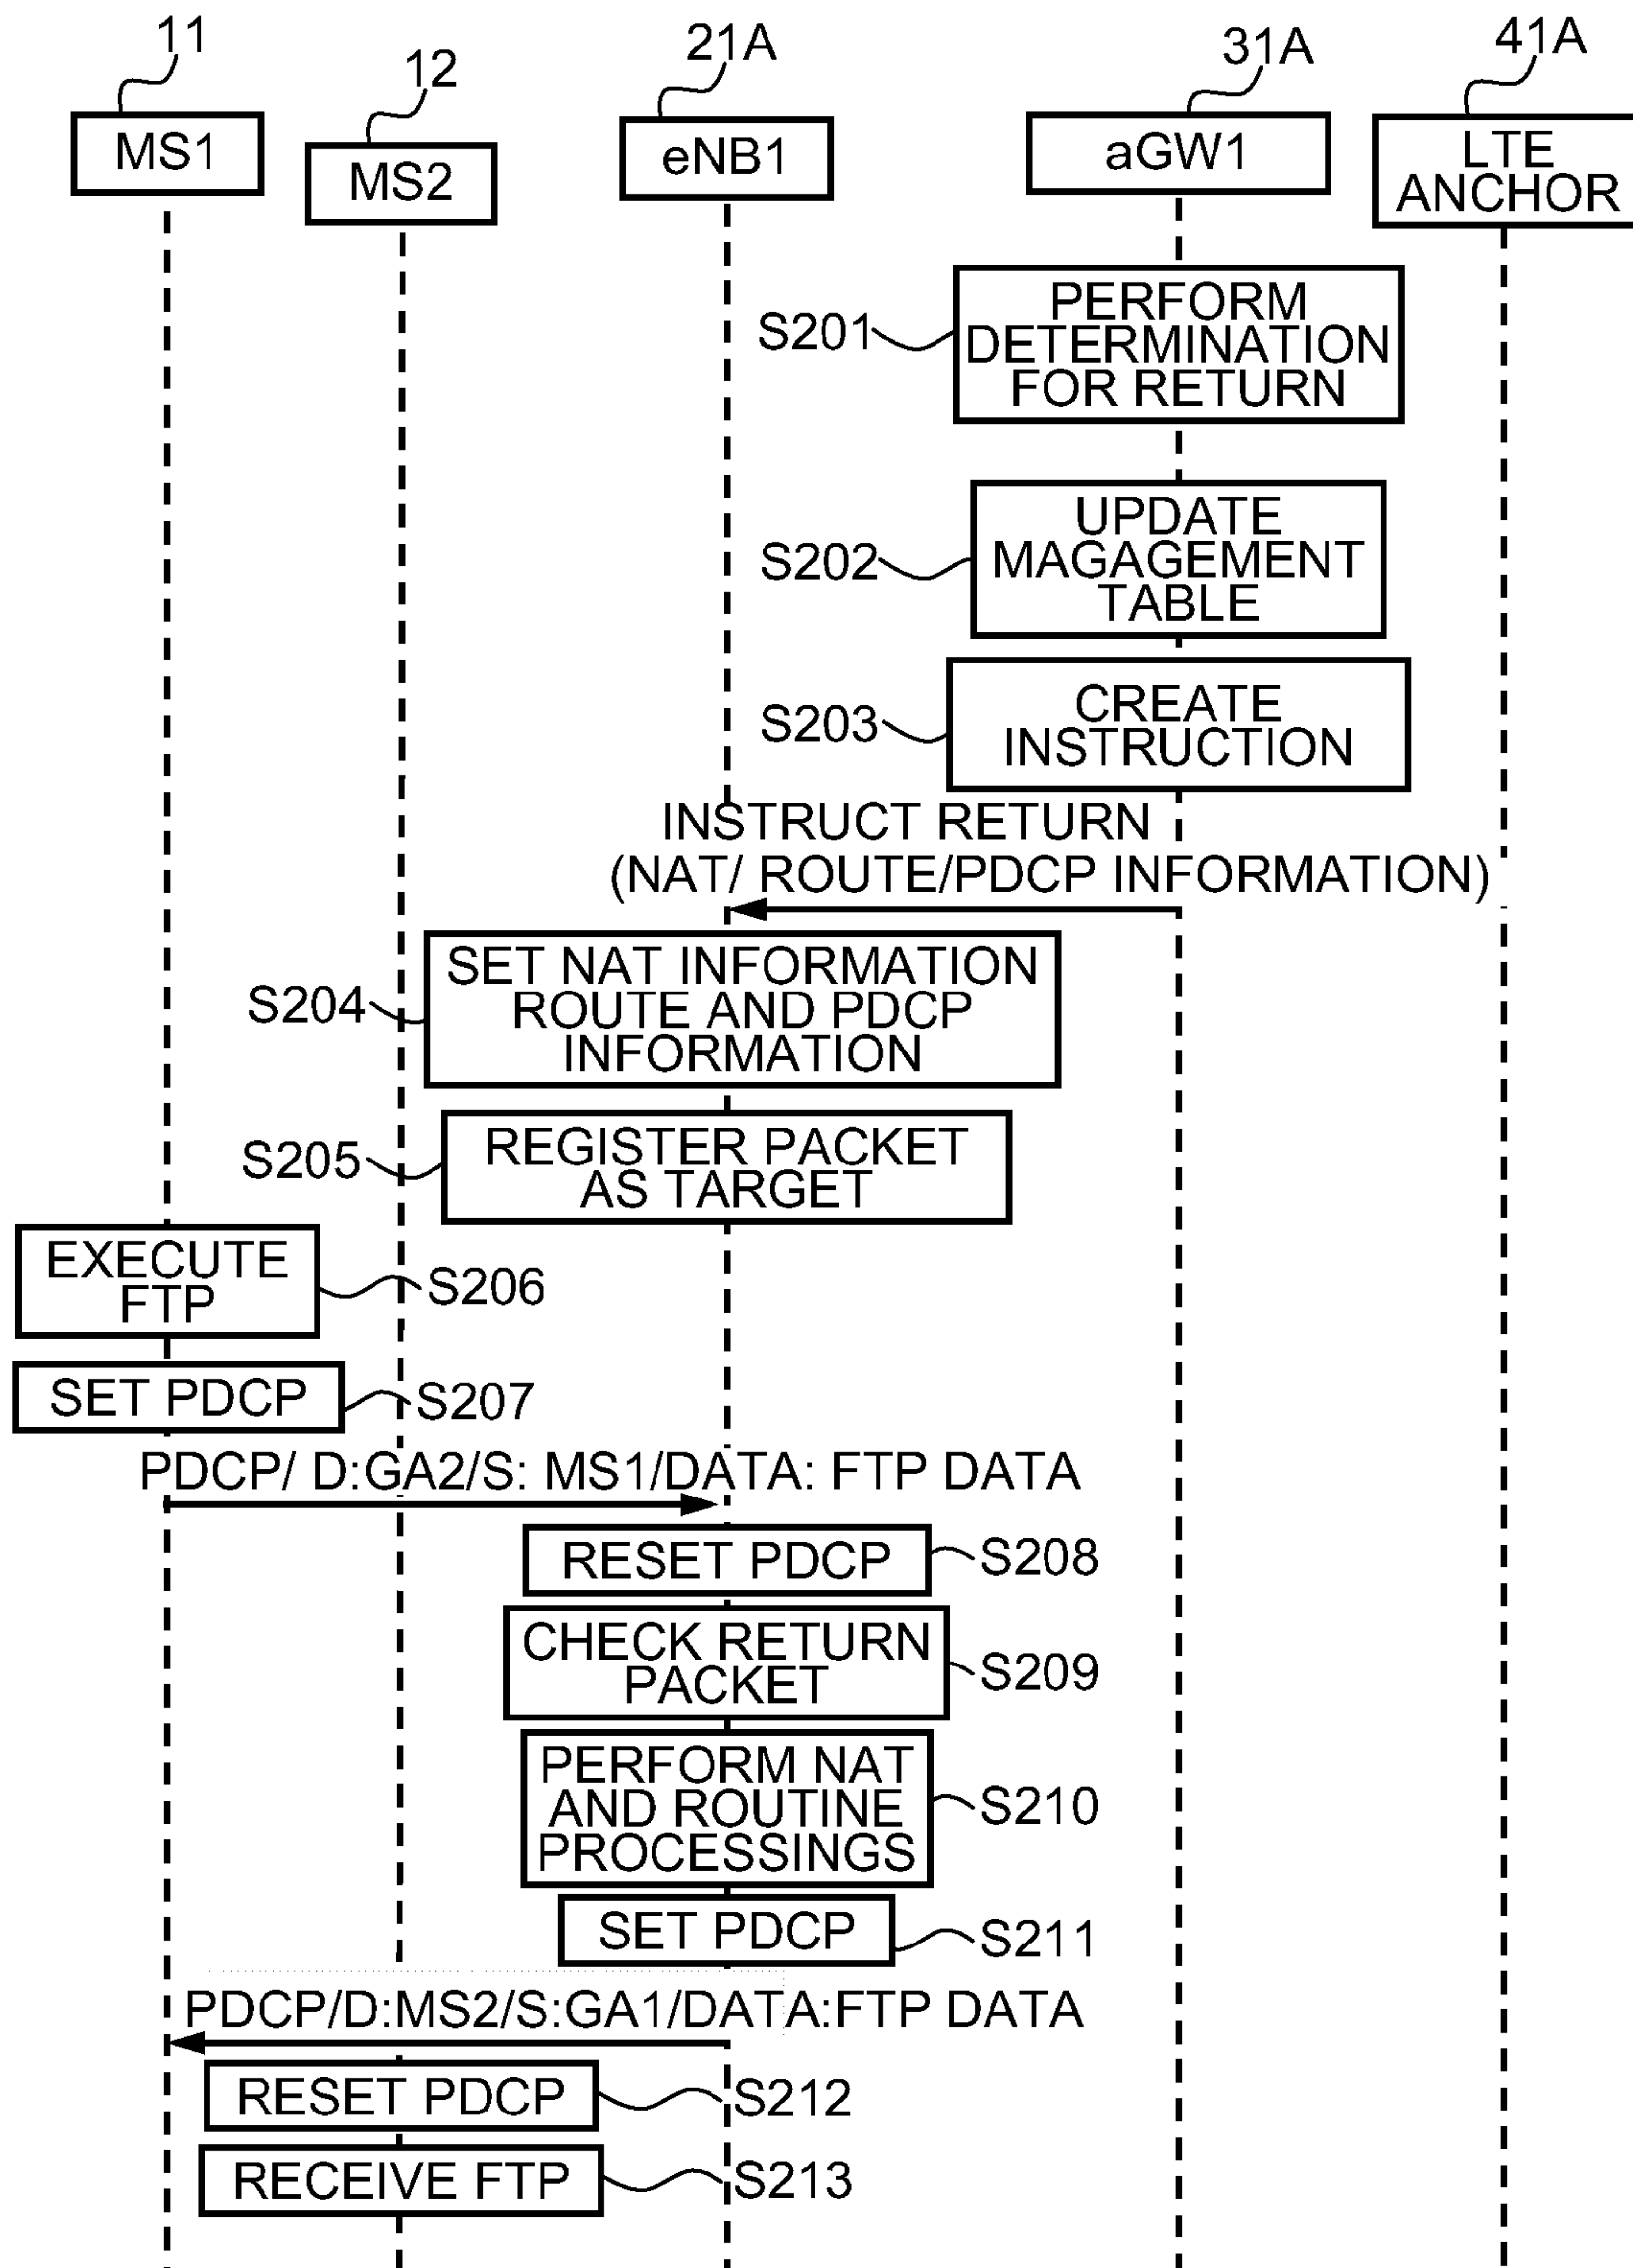 11
12
21A
31A
41A
MS1
MS2
eNB1
aGW1
LTE
ANCHOR
S201
PERFORM
DETERMINATION
FOR RETURN
S202
UPDATE
MAGAGEMENT
TABLE
S203
CREATE
INSTRUCTION
INSTRUCT RETURN
(NAT/ ROUTE/PDCP INFORMATION)
S204
SET NAT INFORMATION
ROUTE AND PDCP
INFORMATION
S205
REGISTER PACKET
AS TARGET
EXECUTE
FTP
S206
SET PDCP
S207
PDCP/ D:GA2/S: MS1/DATA: FTP DATA
RESET PDCP
S208
CHECK RETURN
PACKET
S209
PERFORM NAT
AND ROUTINE
PROCESSINGS
S210
SET PDCP
S211
PDCP/D:MS2/S:GA1/DATA:FTP DATA
RESET PDCP
S212
RECEIVE FTP
S213